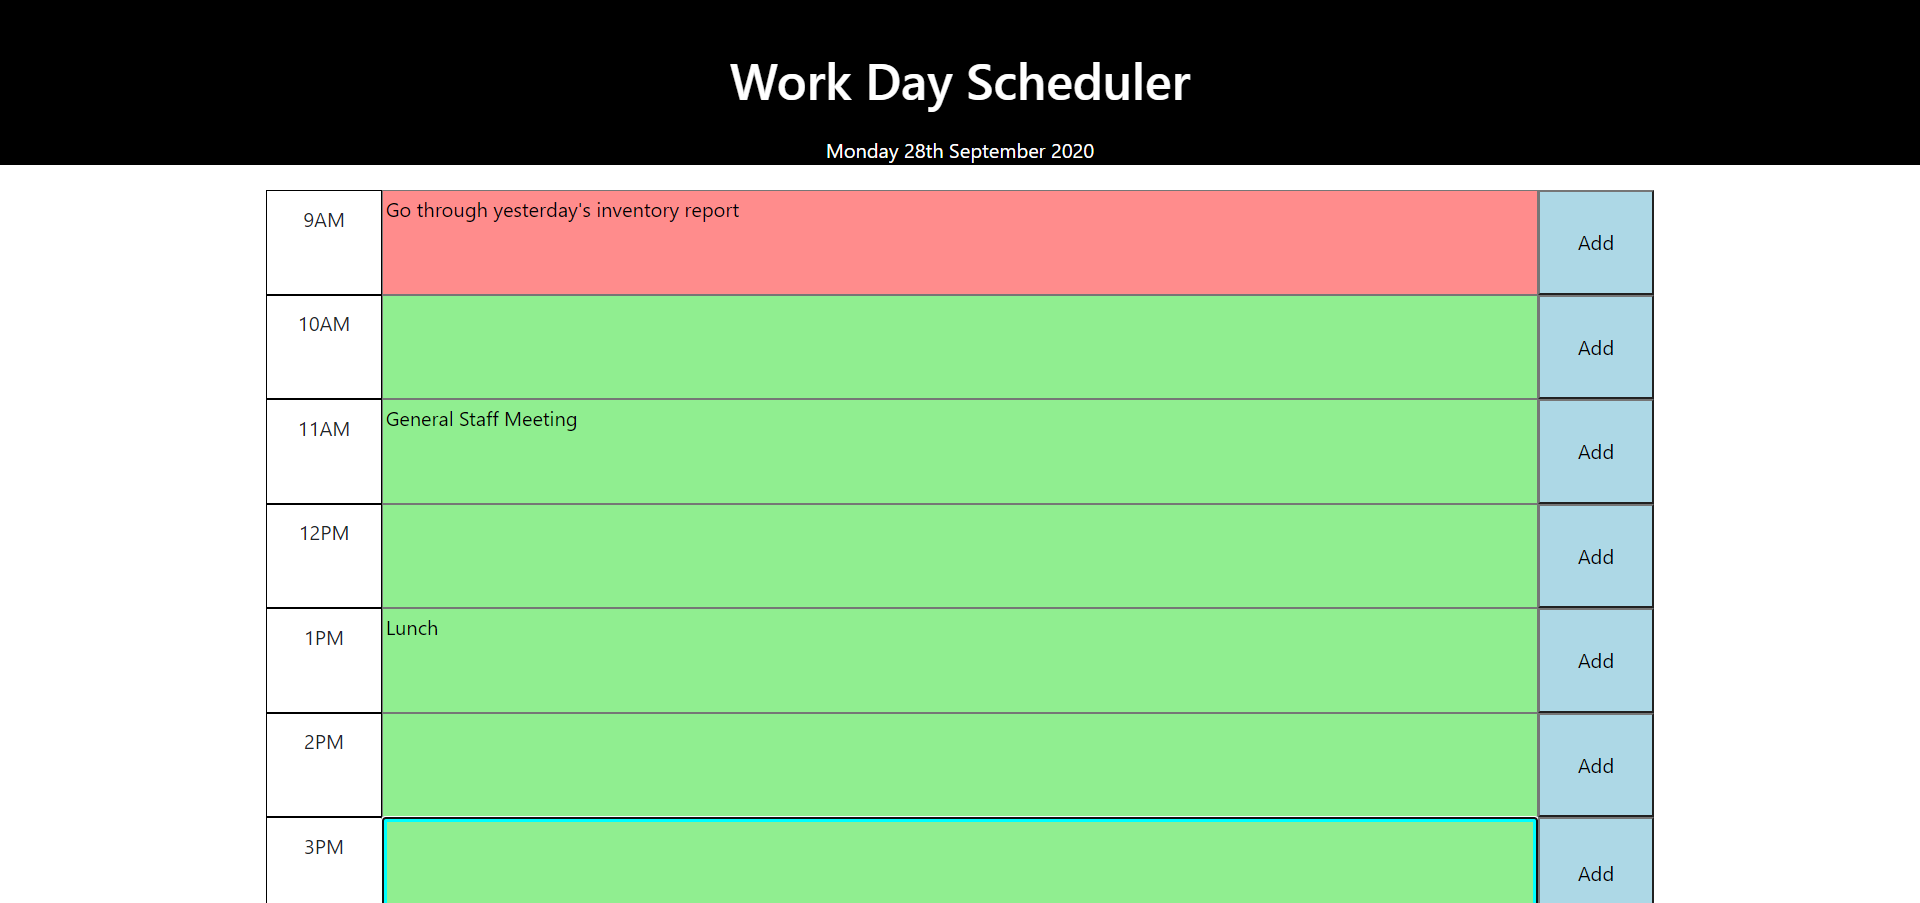 Work Day Scheduler
Monday 28th September 2020
9AM
Go through yesterday's inventory report
Add
10AM
Add
11AM
General Staff Meeting
Add
12PM
Add
1PM
Lunch
Add
2PM
Add
3PM
Add